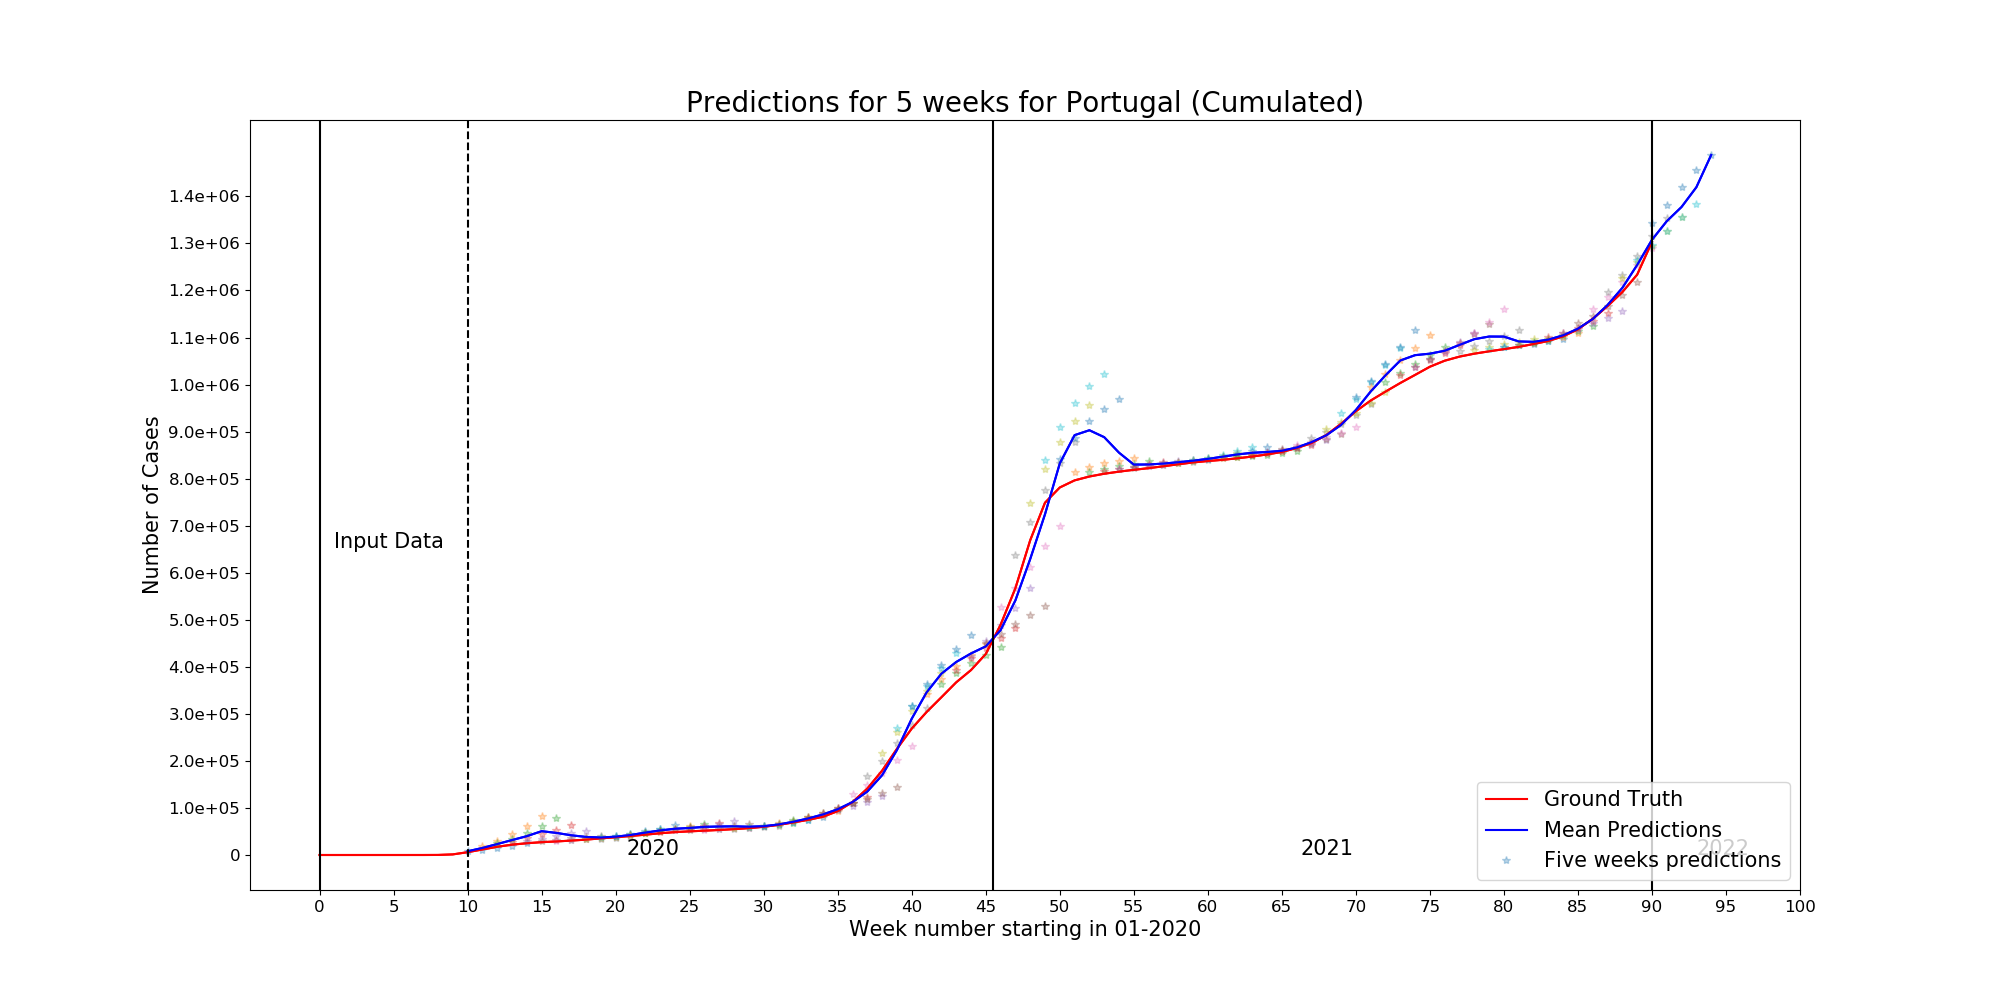 Predictions for 5 weeks for Portugal (Cumulated)
Number of Cases
1.4e+06
1.3e+06
1.2e+06
1.1e+06
1.0e+06
9.0e+05
8.0e+05
7.0e+05
6.0e+05
5.0e+05
4.0e+05
3.0e+05
2.0e+05
1.0e+05
0
Input Data
2020
2021
2022
Ground Truth
Mean Predictions
Five weeks predictions
0 5 10 15 20 25 30 35 40 45 50 55 60 65 70 75 80 85 90 95 100
Week number starting in 01-2020